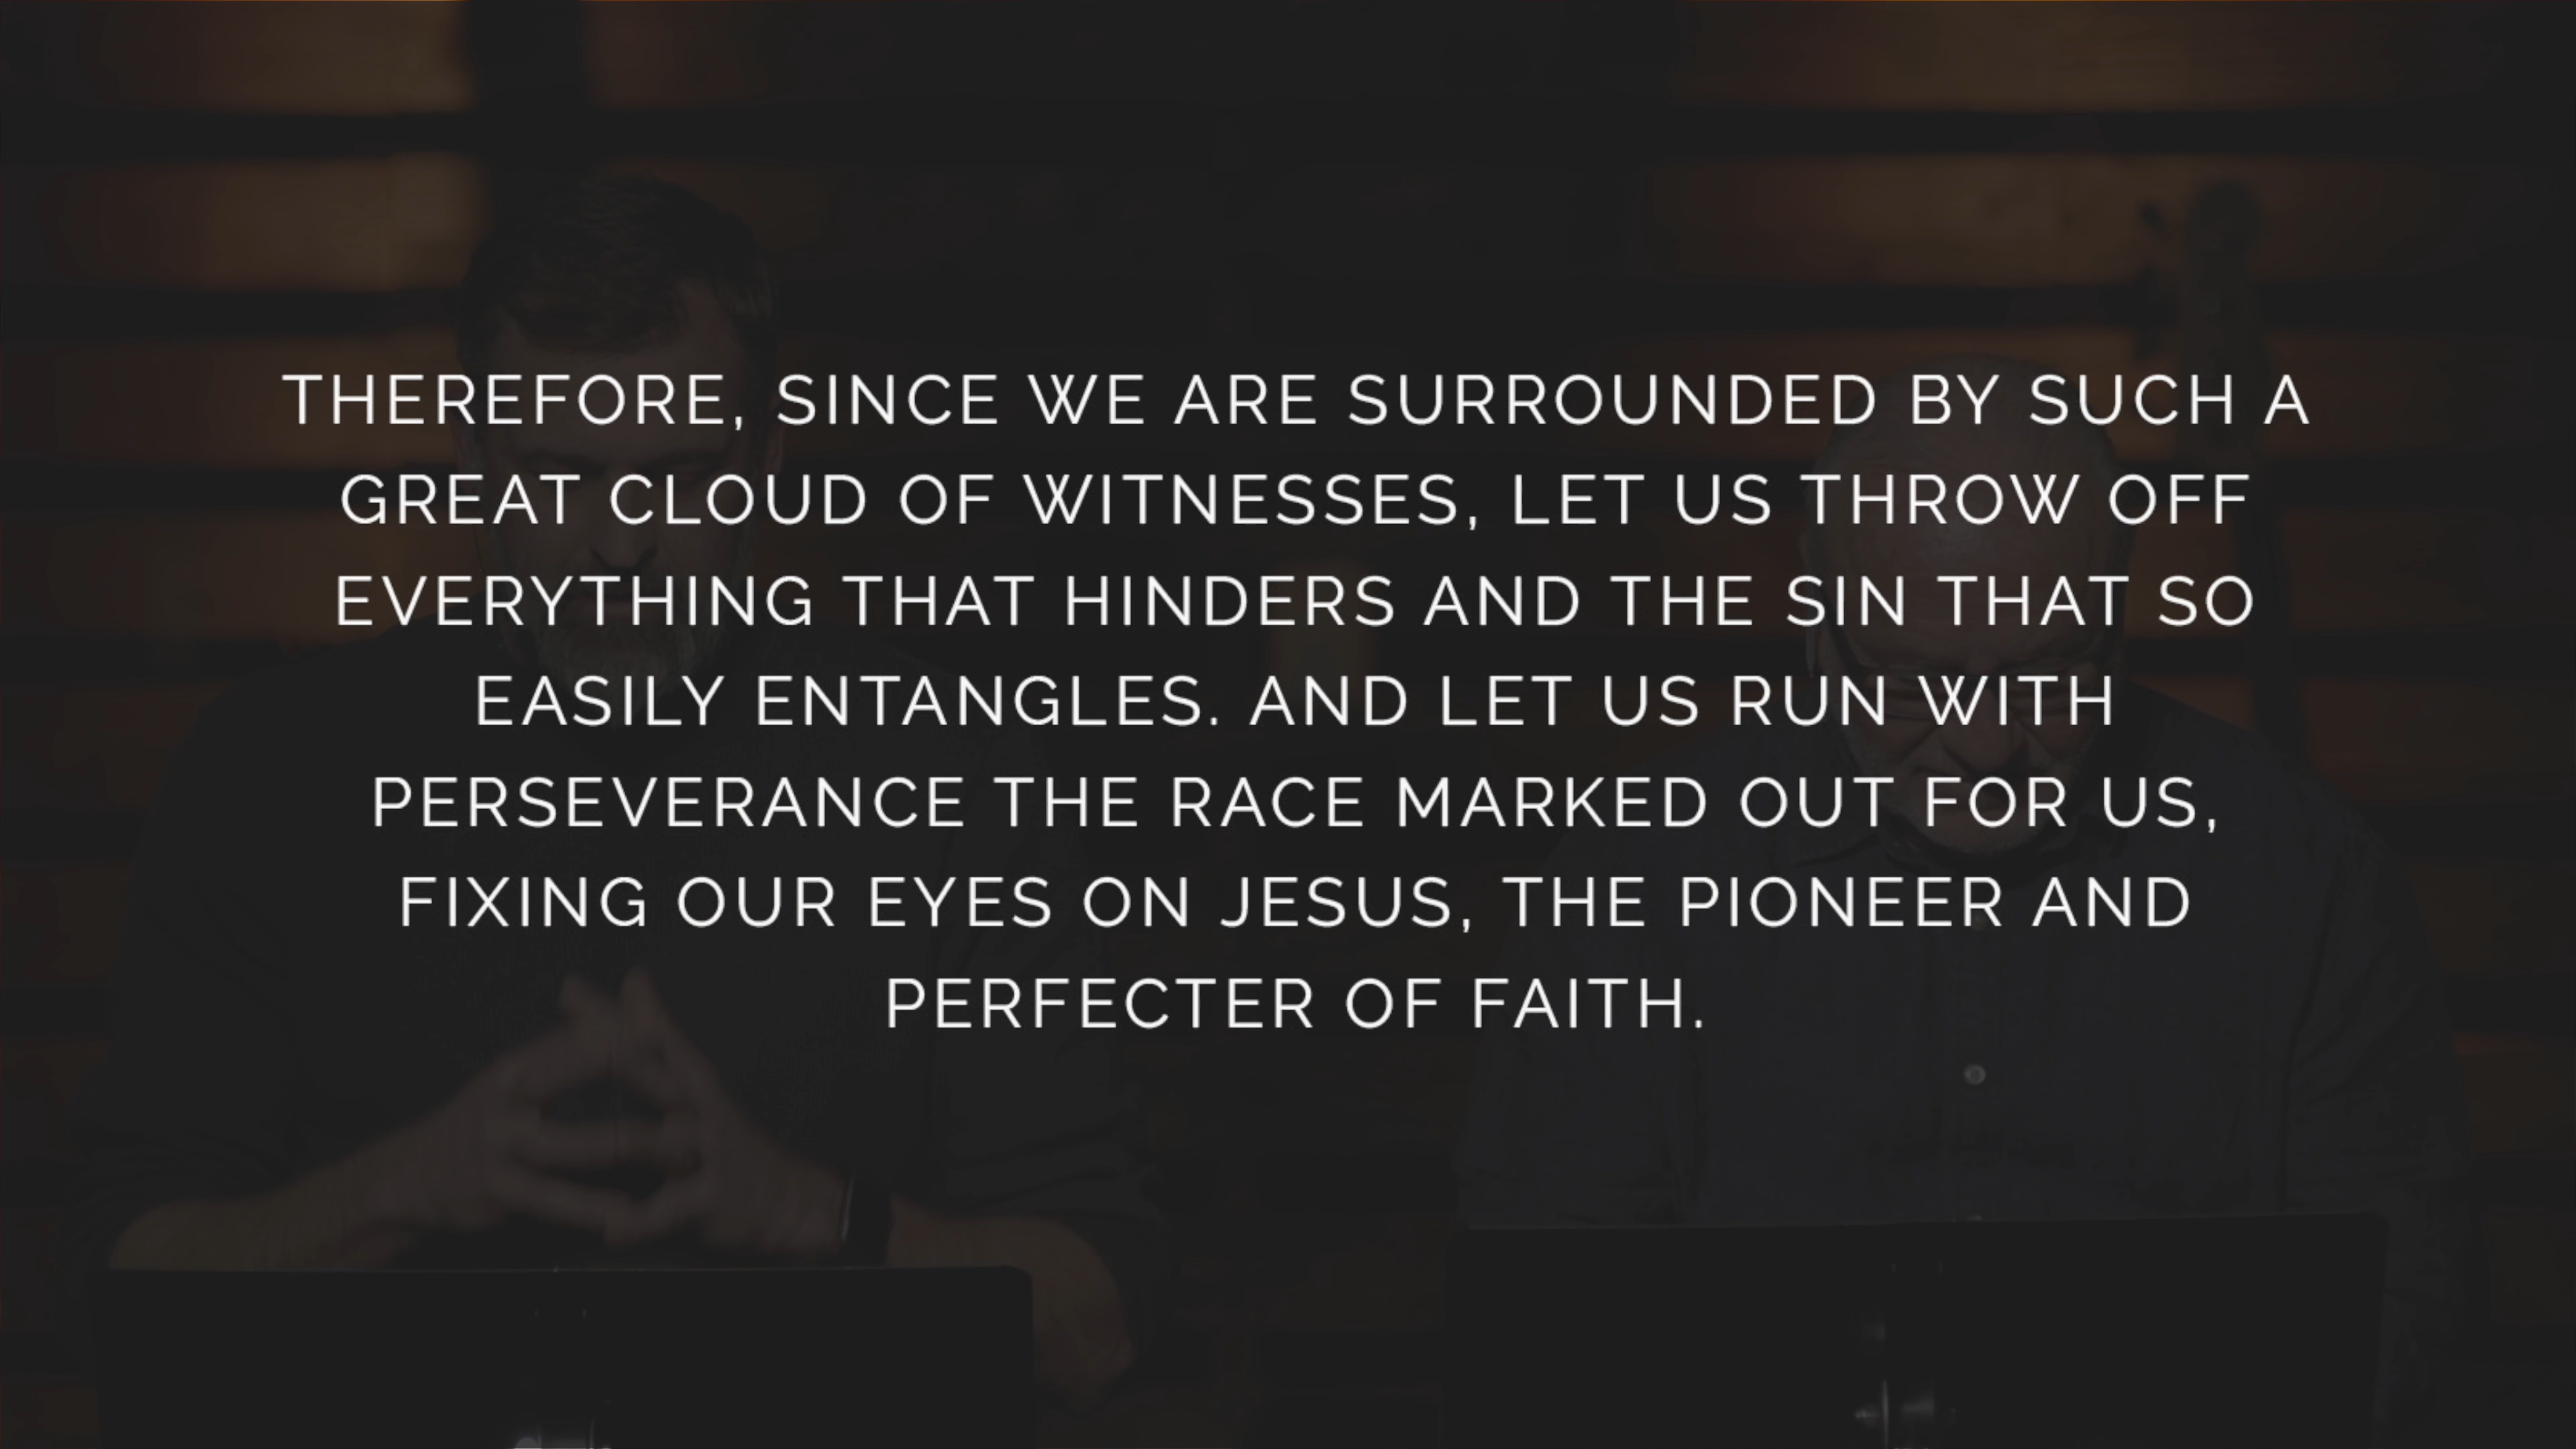 THEREFORE, SINCE WE ARE SURROUNDED BY SUCH A
GREAT CLOUD OF WITNESSES, LET US THROW OFF
EVERYTHING THAT HINDERS AND THE SIN THAT SO
EASILY ENTANGLES. AND LET US RUN WITH
PERSEVERANCE THE RACE MARKED OUT FOR US,
FIXING OUR EYES ON JESUS, THE PIONEER AND
PERFECTER OF FAITH.